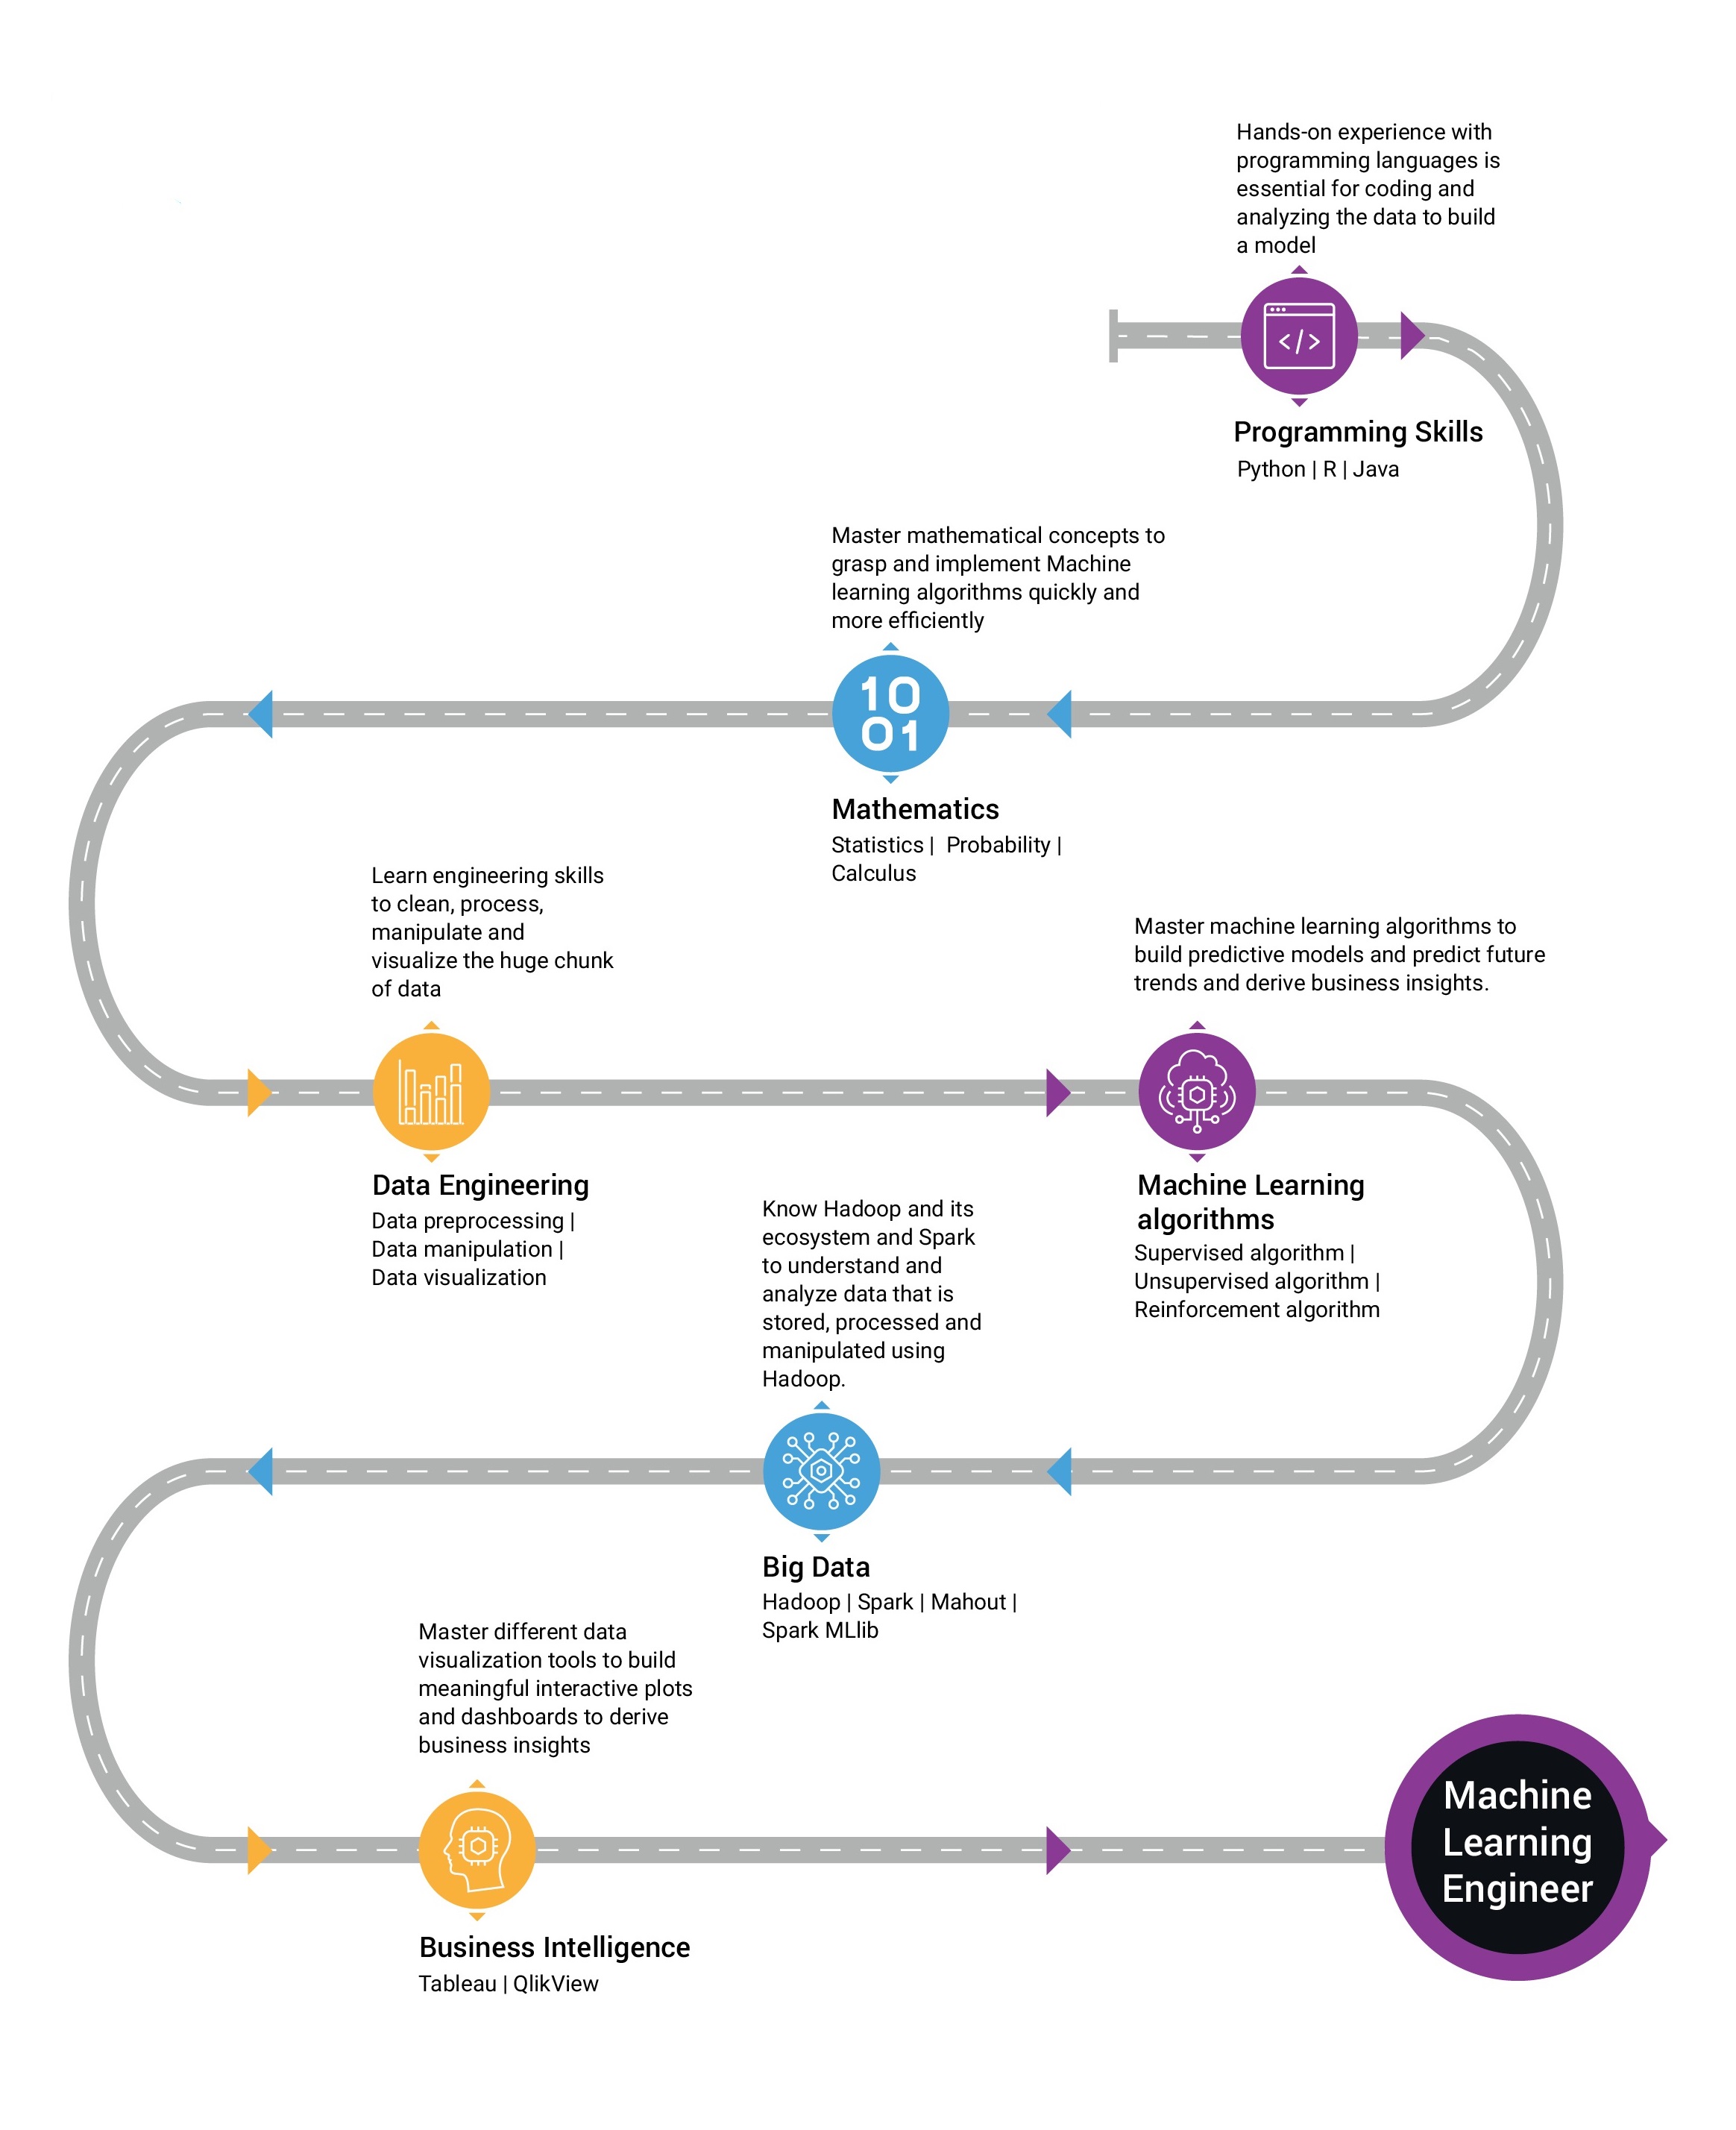 Hands-on experience with
programming languages is
essential for coding and
analyzing the data to build
a model
</>
Programming Skills
Python | R | Java
Master mathematical concepts to
grasp and implement Machine
learning algorithms quickly and
more efficiently
10
01
Mathematics
Statistics | Probability |
Calculus
Learn engineering skills
to clean, process,
manipulate and
visualize the huge chunk
of data
Data Engineering
Data preprocessing |
Data manipulation |
Data visualization
Master machine learning algorithms to
build predictive models and predict future
trends and derive business insights.
Machine Learning
algorithms
Supervised algorithm |
Unsupervised algorithm |
Reinforcement algorithm
Know Hadoop and its
ecosystem and Spark
to understand and
analyze data that is
stored, processed and
manipulated using
Hadoop.
Big Data
Hadoop | Spark | Mahout |
Spark MLlib
Master different data
visualization tools to build
meaningful interactive plots
and dashboards to derive
business insights
Business Intelligence
Tableau | QlikView
Machine
Learning
Engineer